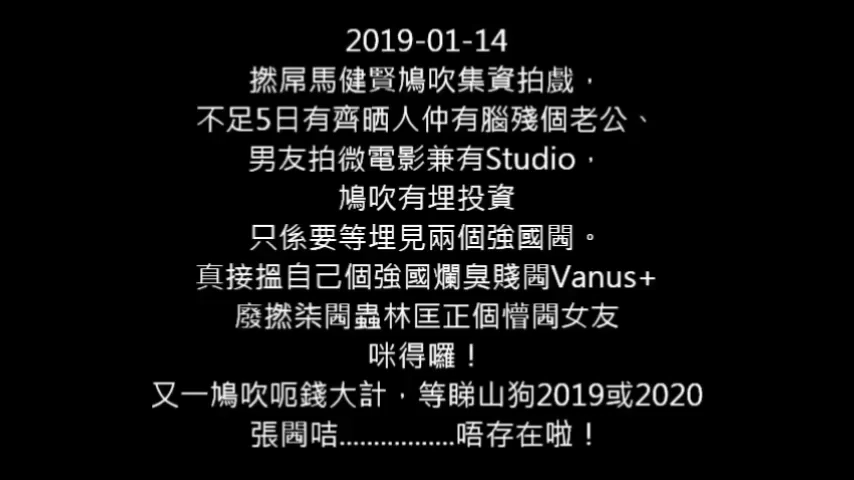 2019-01-14
撚屌馬健賢鳩吹集資拍戲，
不足5日有齊晒人仲有腦殘個老公、
男友拍微電影兼有Studio，
鳩吹有埋投資
只係要等埋見兩個強國閪。
真接搵自己個強國爛臭賤閪Vanus+
廢撚柒閪蟲林匡正個懵閪女友
咪得囉！
又一鳩吹呃錢大計，等睇山狗2019或2020
張閪咭.................唔存在啦！